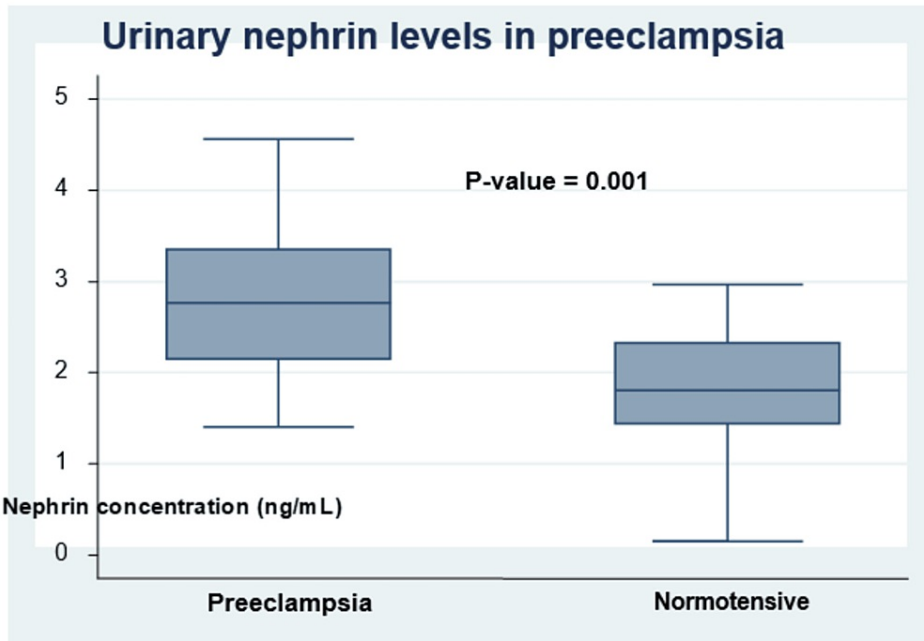 Urinary nephrin levels in preeclampsia
5
4
P-value = 0.001
3
2
1
Nephrin concentration (ng/mL)
0
Preeclampsia
Normotensive